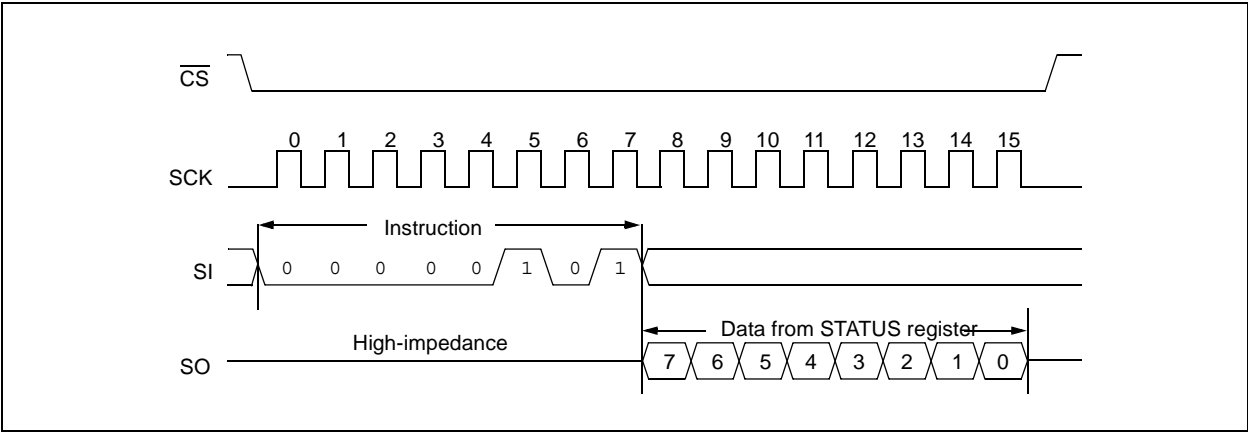 CS
0 1 2 3 4 5 6 7 8 9 10 11 12 13 14 15
SCK
Instruction
SI 0 0 0 0 0 1 0 1
Data from STATUS register
High-impedance
SO 7 6 5 4 3 2 1 0